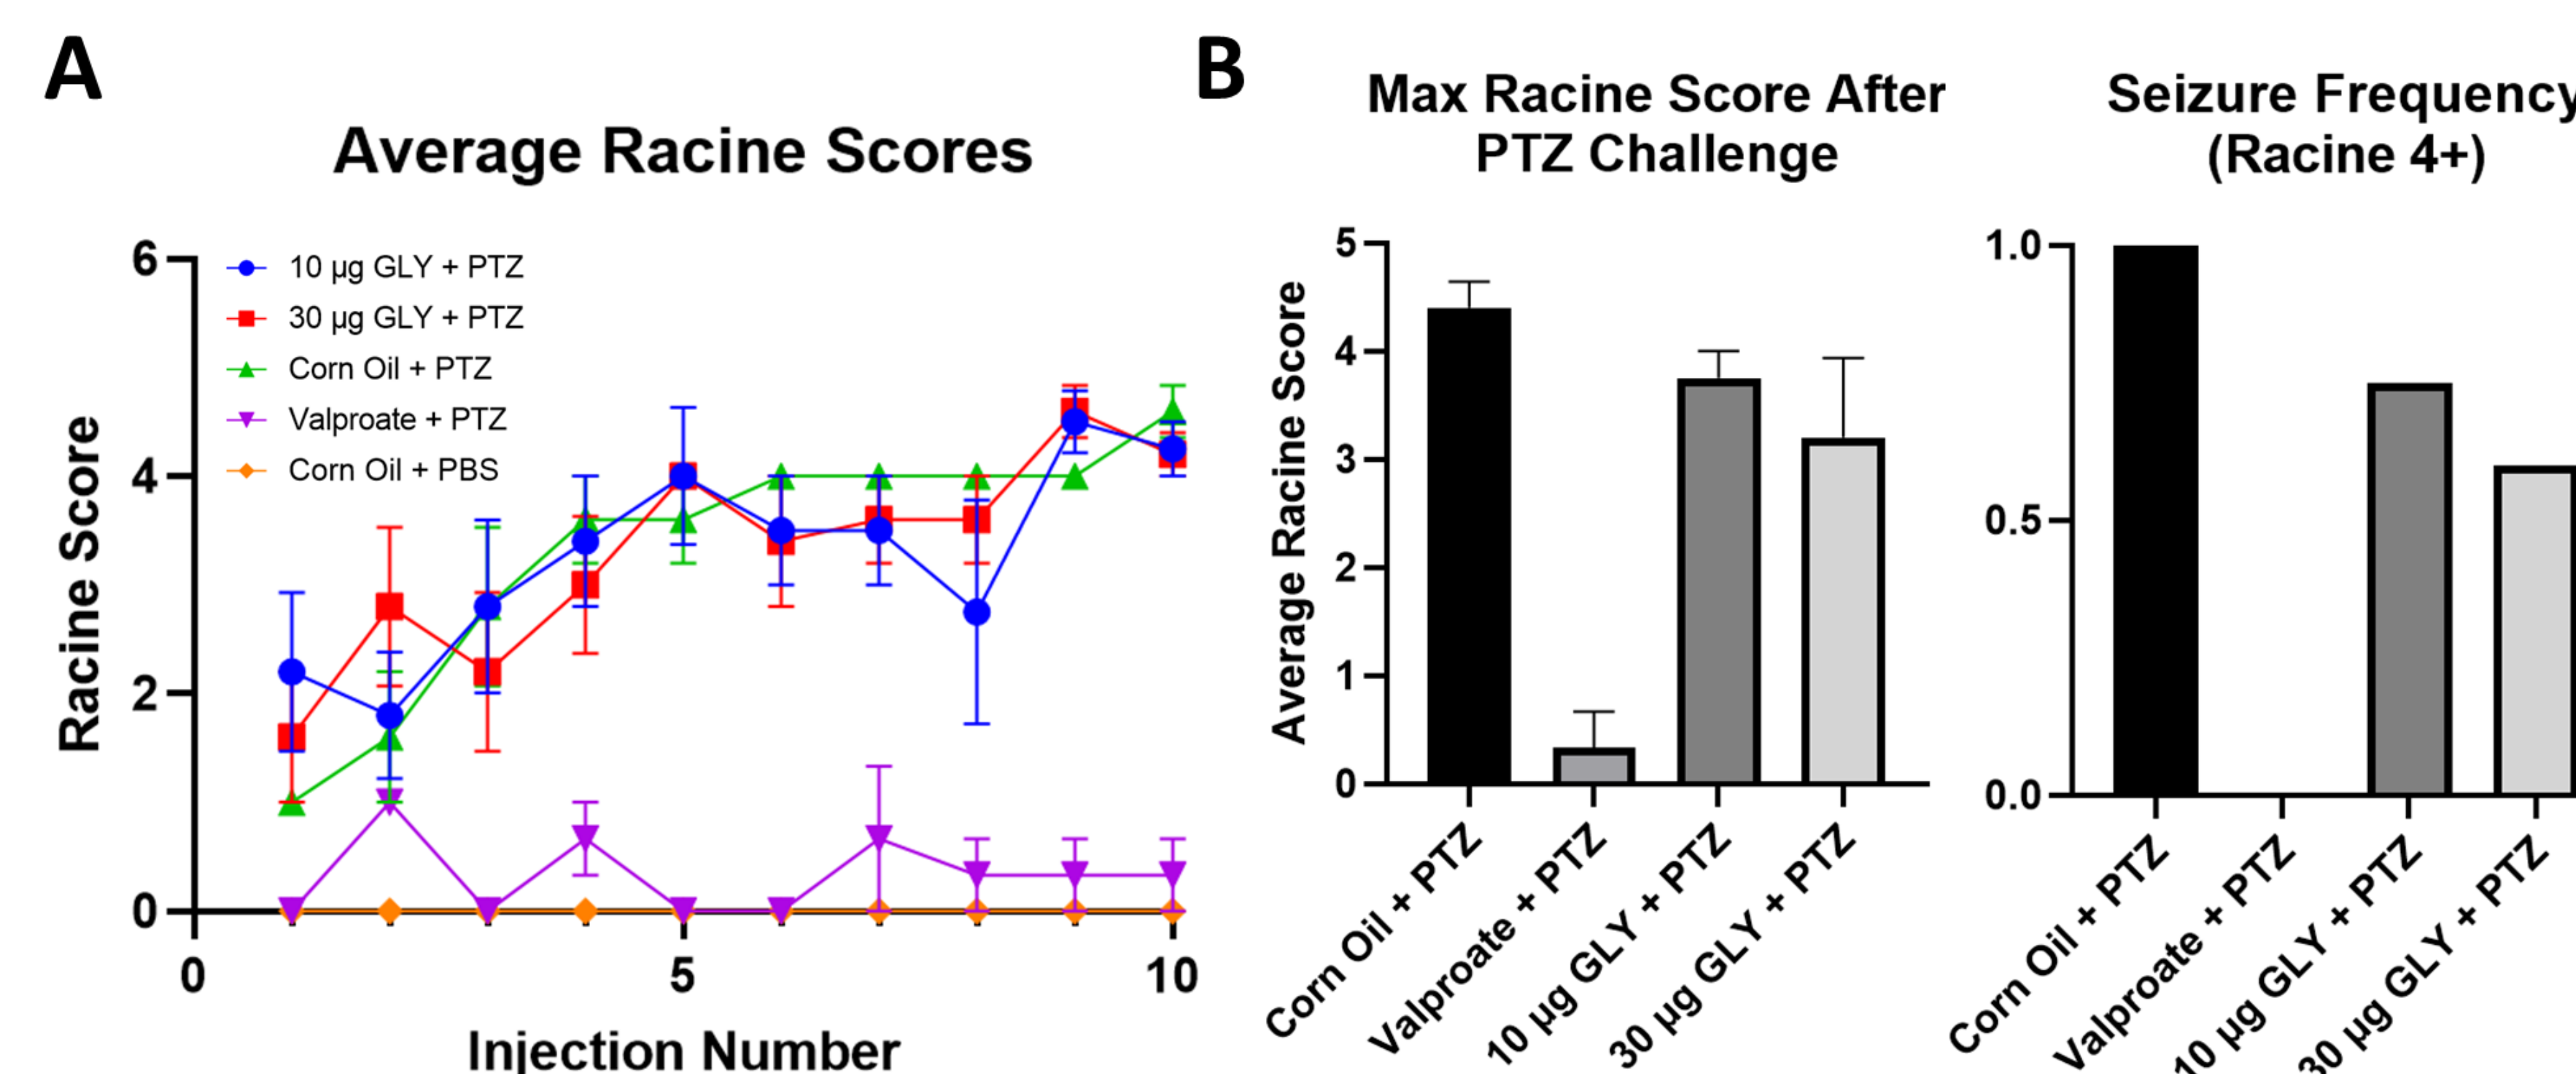 A
Average Racine Scores
6
4
2
0
Racine Score
10 µg GLY + PTZ
30 µg GLY + PTZ
Corn Oil + PTZ
Valproate + PTZ
Corn Oil + PBS
0 5 10
Injection Number
B
Max Racine Score After
PTZ Challenge
5
4
3
2
1
0
Average Racine Score
Corn Oil + PTZ
Valproate + PTZ
10 µg GLY + PTZ
30 µg GLY + PTZ
Seizure Frequency
(Racine 4+)
1.0
0.5
0.0
Corn Oil + PTZ
Valproate + PTZ
10 µg GLY + PTZ
30 µg GLY + PTZ